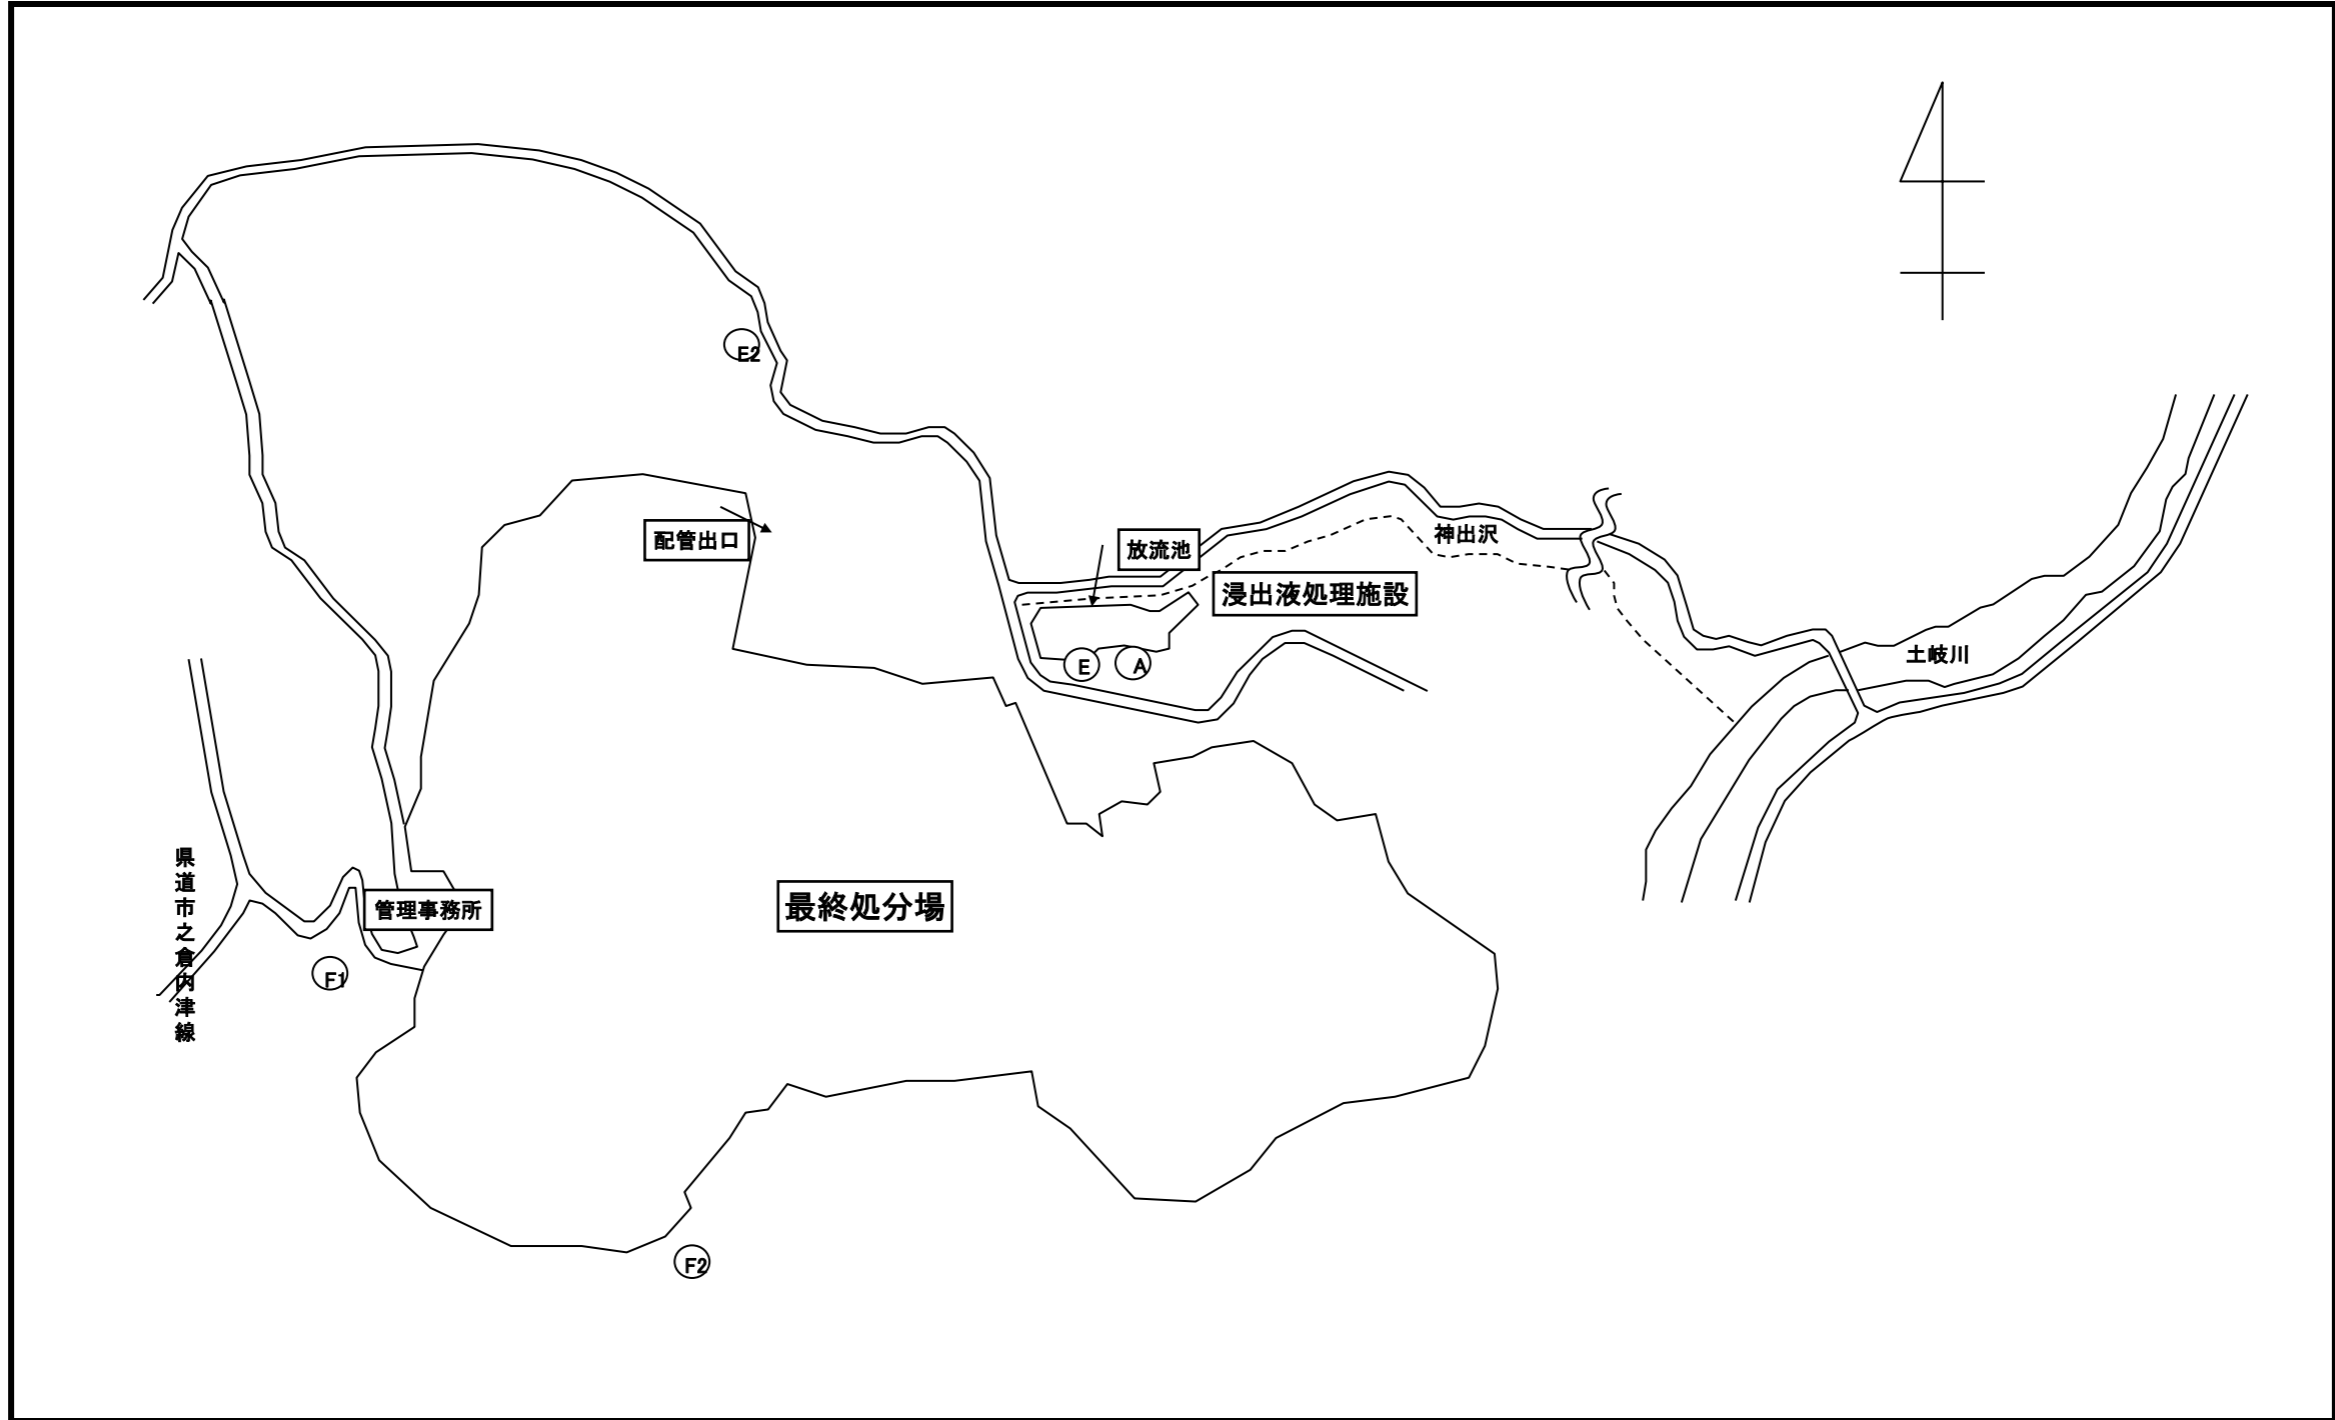 E2
配管出口
放流池
神出沢
浸出液処理施設
土岐川
E
A
県道市之倉内津線
管理事務所
最終処分場
F1
F2